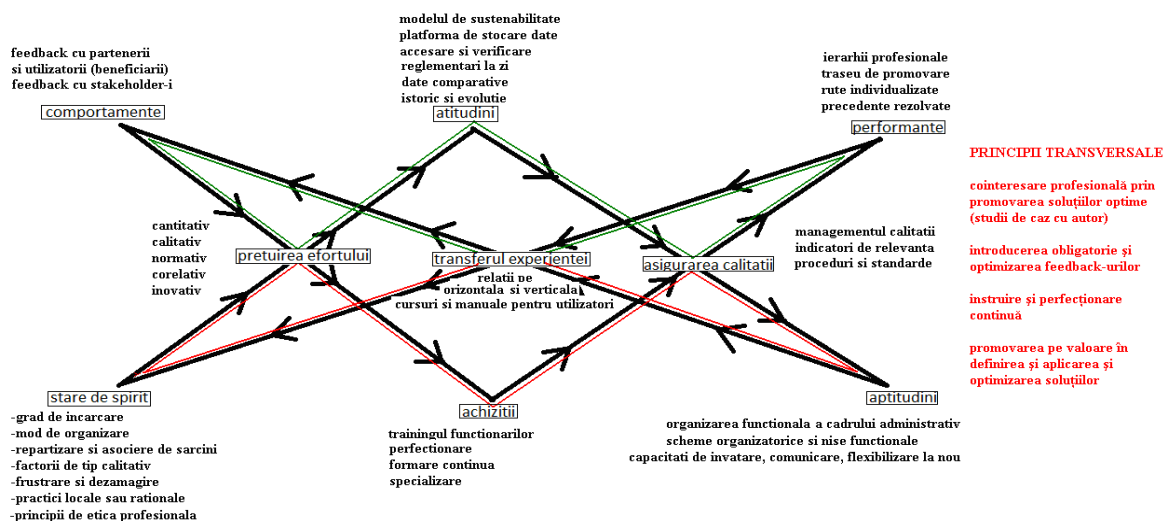 modelul de sustenabilitate
platforma de stocare date
accesare si verificare
reglementari la zi
date comparative
istoric si evolutie
atitudini
feedback cu partenerii
si utilizatorii (beneficiarii)
feedback cu stakeholder-i
comportamente
ierarhii profesionale
traseu de promovare
rute individualizate
precedente rezolvate
performante
PRINCIPII TRANSVERSALE
cointeresare profesională prin
promovarea soluțiilor optime
(studii de caz cu autor)
introducerea obligatorie și
optimizarea feedback-urilor
instruire și perfecționare
continuă
promovarea pe valoare în
definirea și aplicarea și
optimizarea soluțiilor
cantitativ
calitativ
normativ
corelativ
inovativ
pretuirea efortului
transferul experientei
relatii pe
orizontala si verticala
cursuri si manuale pentru utilizatori
asigurarea calitatii
managementul calitatii
indicatori de relevanta
proceduri si standarde
stare de spirit
-grad de incarcare
-mod de organizare
-repartizare si asociere de sarcini
-factorii de tip calitativ
-frustrare si dezamagire
-practici locale sau rationale
-principii de etica profesionala
achizitii
trainingul functionarilor
perfectionare
formare continua
specializare
aptitudini
organizarea functionala a cadrului administrativ
scheme organizatorice si nise functionale
capacitati de invatare, comunicare, flexibilizare la nou